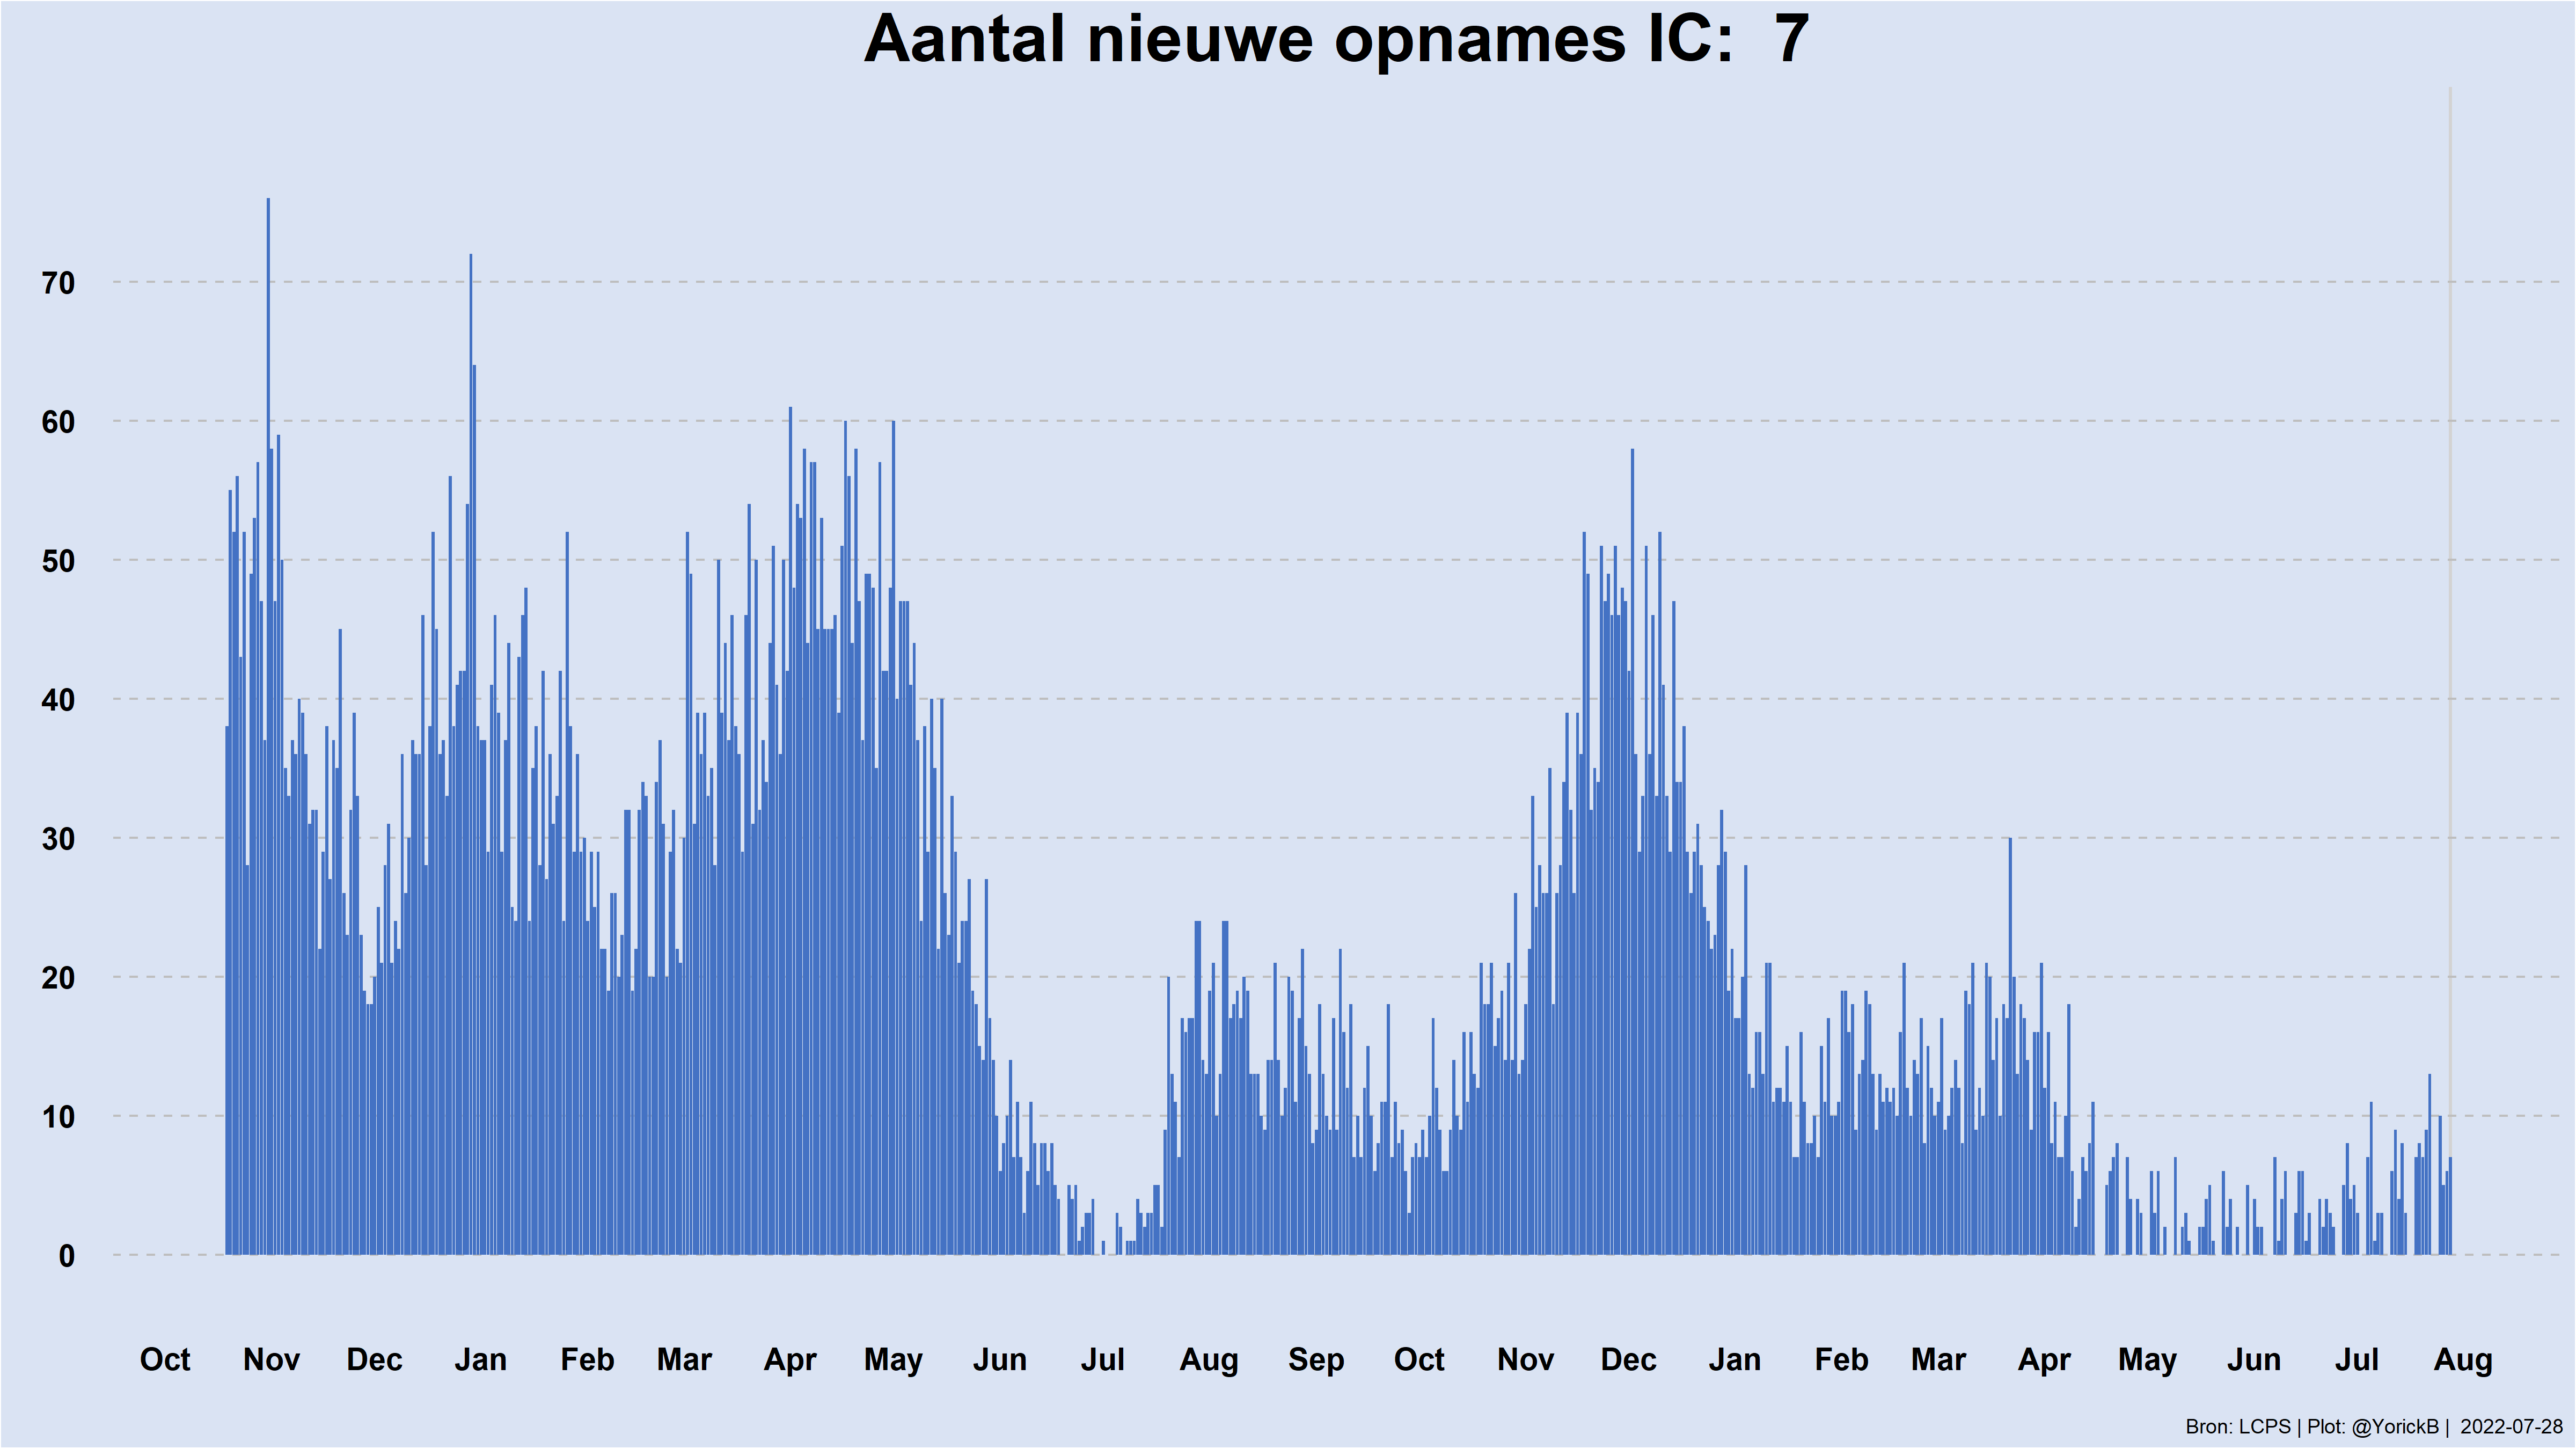 Aantal nieuwe opnames IC: 7
70
60
50
40
30
20
10
0
Oct Nov Dec Jan Feb Mar Apr May Jun Jul Aug Sep Oct Nov Dec Jan Feb Mar Apr May Jun Jul Aug
Bron: LCPS | Plot: @YorickB | 2022-07-28